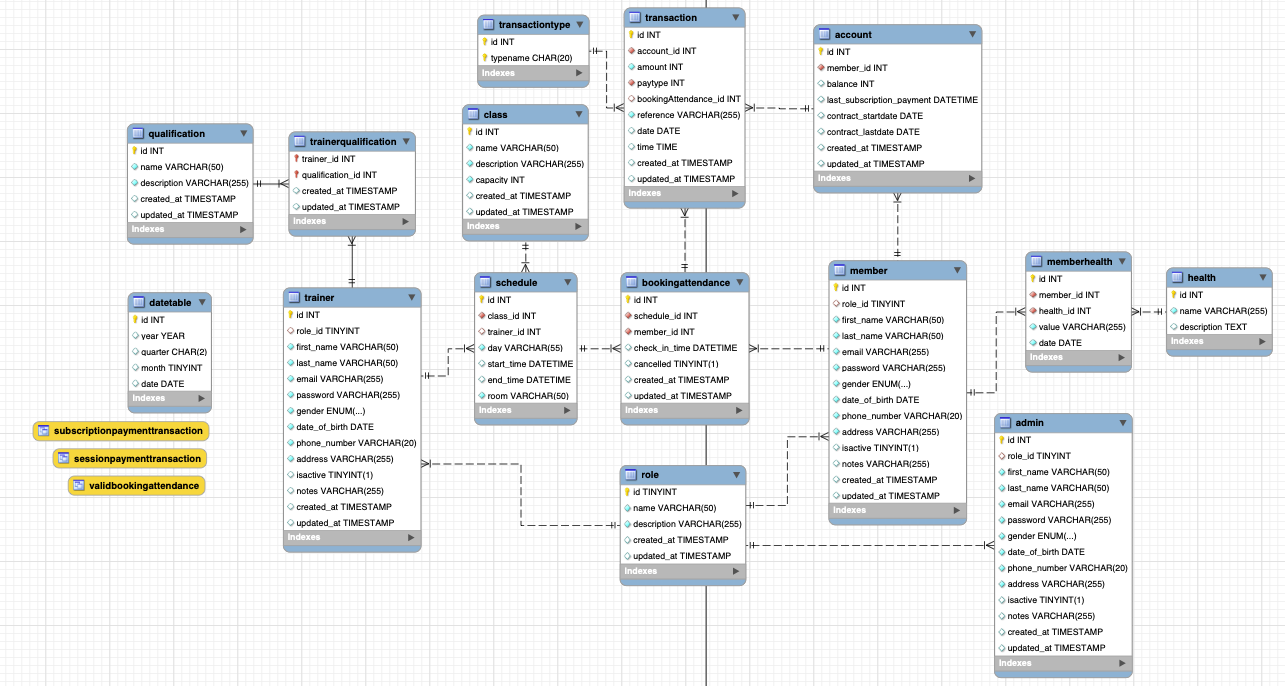 transactiontype
id INT
typename CHAR(20)
Indexes
transaction
id INT
account_id INT
amount INT
paytype INT
bookingAttendance_id INT
reference VARCHAR(255)
date DATE
time TIME
created_at TIMESTAMP
updated_at TIMESTAMP
Indexes
account
id INT
member_id INT
balance INT
last_subscription_payment DATETIME
contract_startdate DATE
contract_lastdate DATE
created_at TIMESTAMP
updated_at TIMESTAMP
Indexes
class
id INT
name VARCHAR(50)
description VARCHAR(255)
capacity INT
created_at TIMESTAMP
updated_at TIMESTAMP
Indexes
qualification
id INT
name VARCHAR(50)
description VARCHAR(255)
created_at TIMESTAMP
updated_at TIMESTAMP
Indexes
trainerqualification
trainer_id INT
qualification_id INT
created_at TIMESTAMP
updated_at TIMESTAMP
Indexes
datetable
id INT
year YEAR
quarter CHAR(2)
month TINYINT
date DATE
Indexes
subscriptionpaymenttransaction
sessionpaymenttransaction
validbookingattendance
trainer
id INT
role_id TINYINT
first_name VARCHAR(50)
last_name VARCHAR(50)
email VARCHAR(255)
password VARCHAR(255)
gender ENUM(...)
date_of_birth DATE
phone_number VARCHAR(20)
address VARCHAR(255)
isactive TINYINT(1)
notes VARCHAR(255)
created_at TIMESTAMP
updated_at TIMESTAMP
Indexes
schedule
id INT
class_id INT
trainer_id INT
day VARCHAR(55)
start_time DATETIME
end_time DATETIME
room VARCHAR(50)
Indexes
bookingattendance
id INT
schedule_id INT
member_id INT
check_in_time DATETIME
cancelled TINYINT(1)
created_at TIMESTAMP
updated_at TIMESTAMP
Indexes
role
id TINYINT
name VARCHAR(50)
description VARCHAR(255)
created_at TIMESTAMP
updated_at TIMESTAMP
Indexes
member
id INT
role_id TINYINT
first_name VARCHAR(50)
last_name VARCHAR(50)
email VARCHAR(255)
password VARCHAR(255)
gender ENUM(...)
date_of_birth DATE
phone_number VARCHAR(20)
address VARCHAR(255)
isactive TINYINT(1)
notes VARCHAR(255)
created_at TIMESTAMP
updated_at TIMESTAMP
Indexes
memberhealth
id INT
member_id INT
health_id INT
value VARCHAR(255)
date DATE
Indexes
health
id INT
name VARCHAR(255)
description TEXT
Indexes
admin
id INT
role_id TINYINT
first_name VARCHAR(50)
last_name VARCHAR(50)
email VARCHAR(255)
password VARCHAR(255)
gender ENUM(...)
date_of_birth DATE
phone_number VARCHAR(20)
address VARCHAR(255)
isactive TINYINT(1)
notes VARCHAR(255)
created_at TIMESTAMP
updated_at TIMESTAMP
Indexes